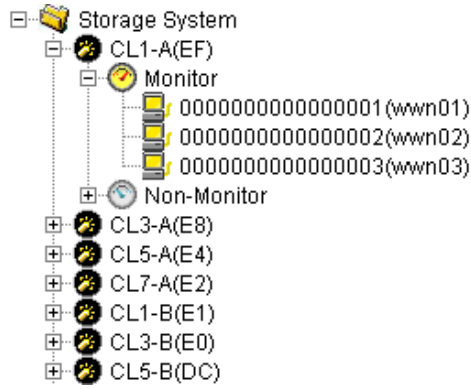 Storage System
CL1-A(EF)
Monitor
0000000000000001(wwn01)
0000000000000002(wwn02)
0000000000000003(wwn03)
Non-Monitor
CL3-A(E8)
CL5-A(E4)
CL7-A(E2)
CL1-B(E1)
CL3-B(E0)
CL5-B(DC)